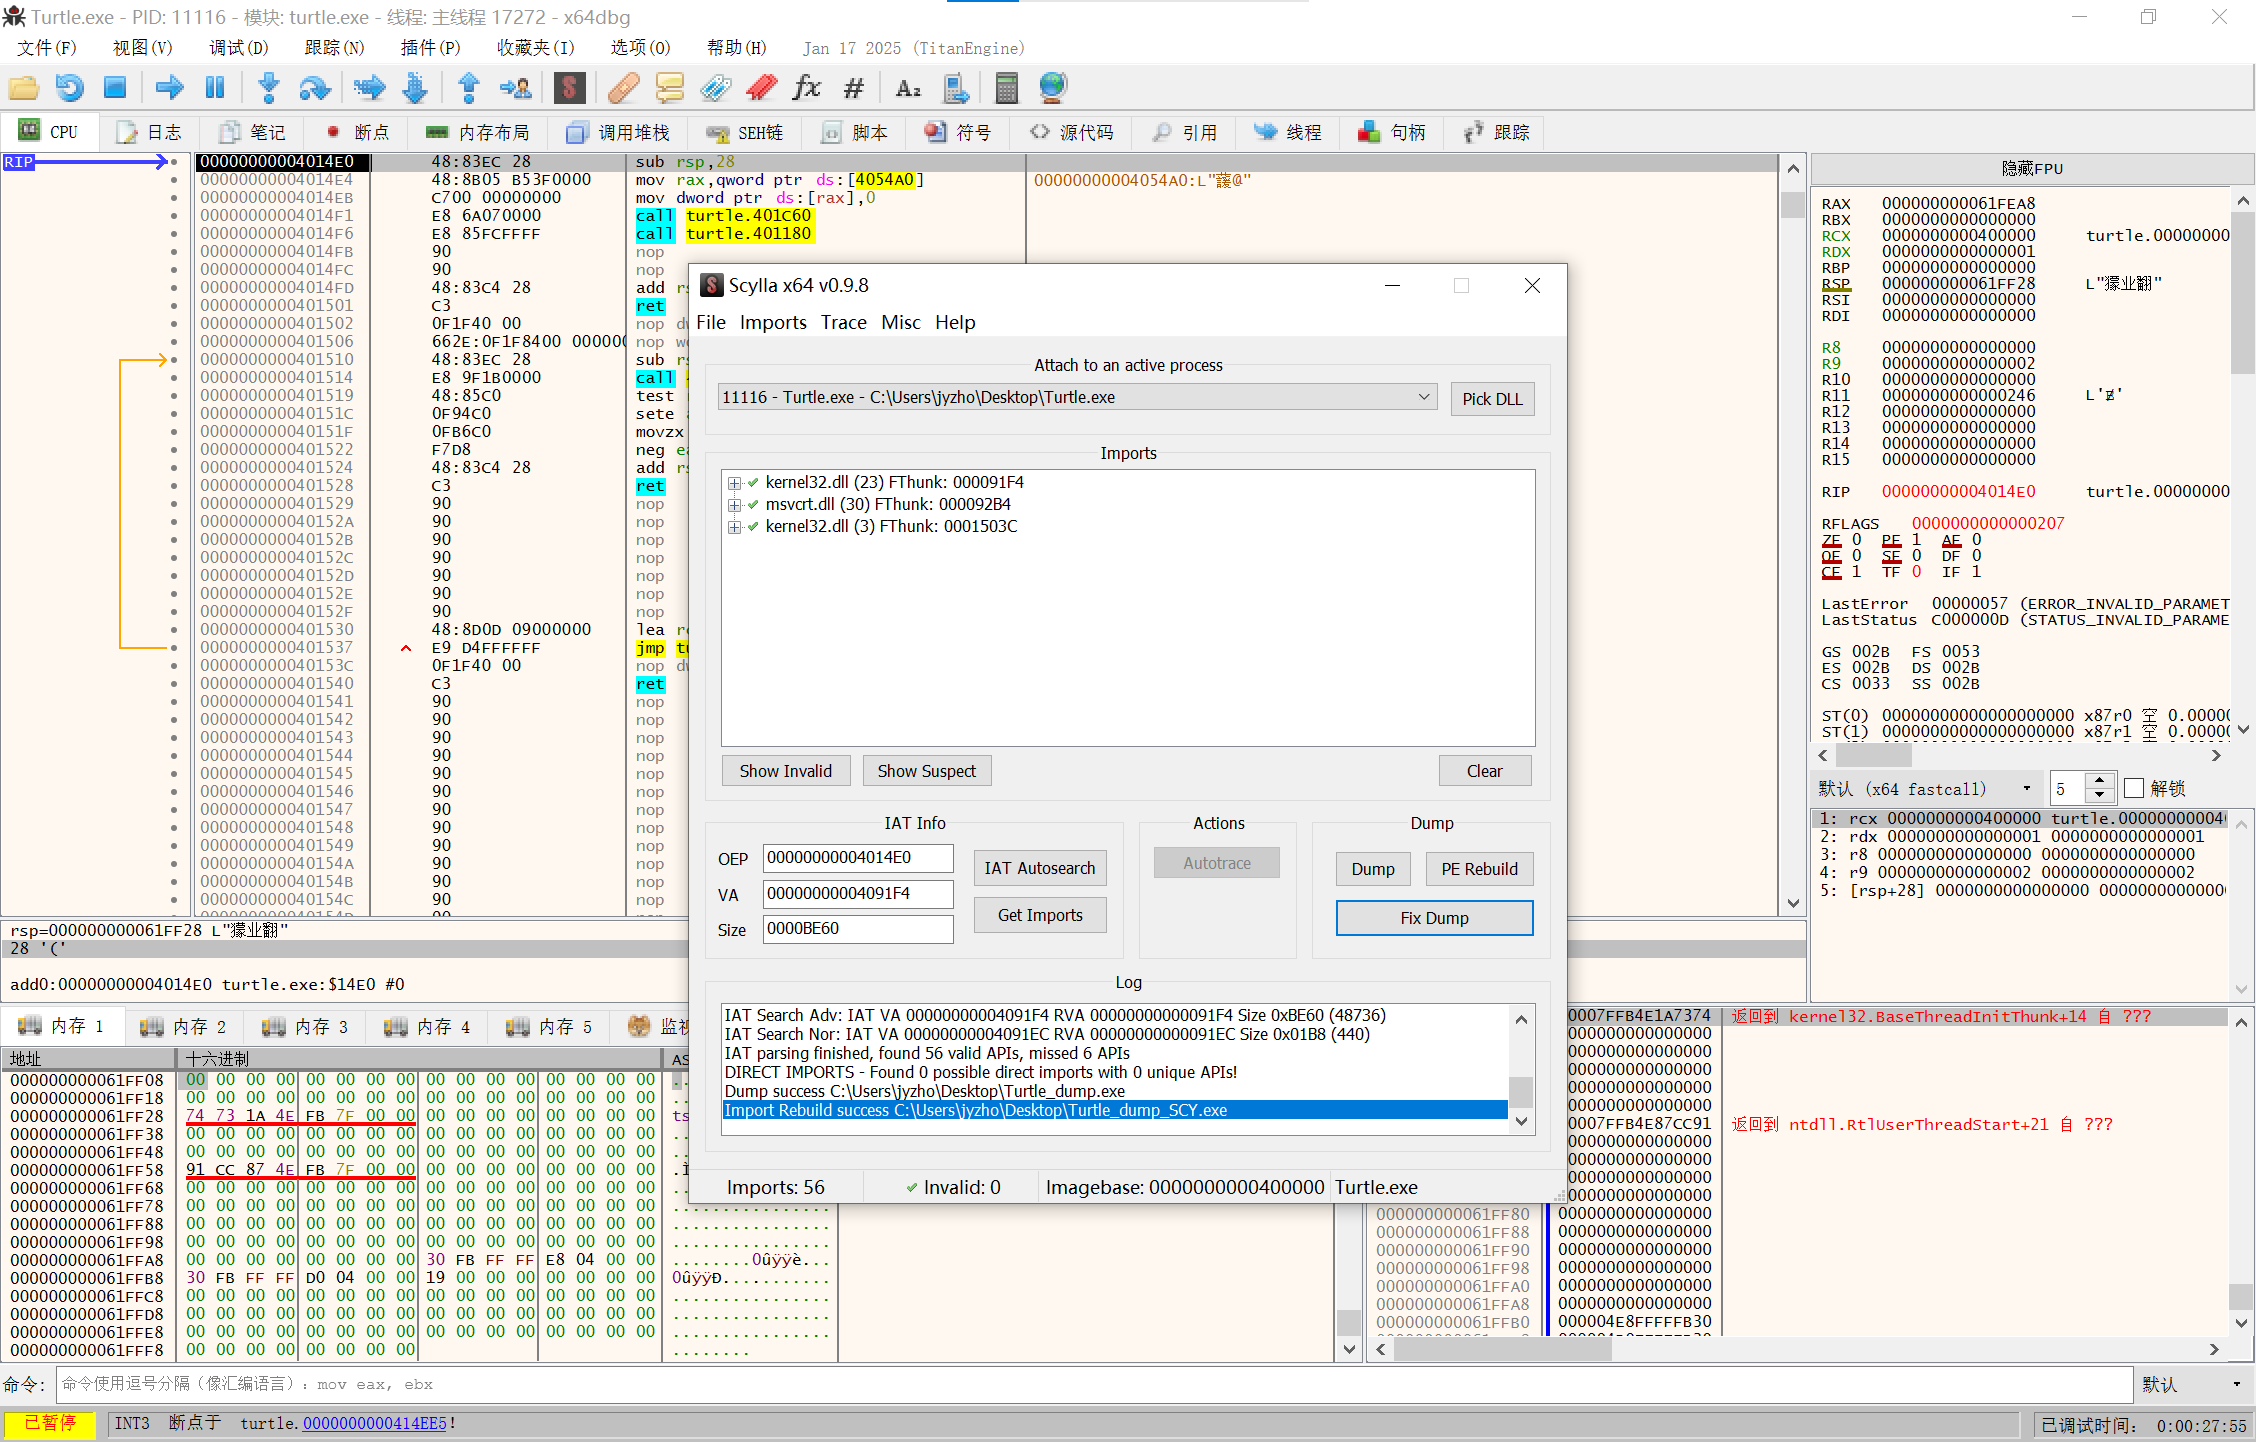 Turtle.exe - PID: 11116 - 模块: turtle.exe - 线程: 主线程 17272 - x64dbg
文件(F) 视图(V) 调试(D) 跟踪(N) 插件(P) 收藏夹(I) 选项(O) 帮助(H) Jan 17 2025 (TitanEngine)
CPU 日志 笔记 断点 内存布局 调用堆栈 SEH链 脚本 符号 源代码 引用 线程 句柄 跟踪
RIP
00000000004014E0 48:83EC 28 sub rsp,28
00000000004014E4 48:8B05 B53F0000 mov rax,qword ptr ds:[4054A0] 00000000004054A0:L"蘐@"
00000000004014EB C700 00000000 mov dword ptr ds:[rax],0
00000000004014F1 E8 6A070000 call turtle.401C60
00000000004014F6 E8 85FCFFFF call turtle.401180
00000000004014FB 90 nop
00000000004014FC 90 nop
00000000004014FD 48:83C4 28 add
0000000000401501 C3 ret
0000000000401502 0F1F40 00 nop
0000000000401506 662E:0F1F8400 000000 nop
0000000000401510 48:83EC 28 sub
0000000000401514 E8 9F1B0000 call
0000000000401519 48:85C0 test
000000000040151C 0F94C0 sete
000000000040151F 0FB6C0 movzx
0000000000401522 F7D8 neg
0000000000401524 48:83C4 28 add
0000000000401528 C3 ret
0000000000401529 90 nop
000000000040152A 90 nop
000000000040152B 90 nop
000000000040152C 90 nop
000000000040152D 90 nop
000000000040152E 90 nop
000000000040152F 90 nop
0000000000401530 48:8D0D 09000000 lea
0000000000401537 E9 D4FFFFFF jmp
000000000040153C 0F1F40 00 nop
0000000000401540 C3 ret
0000000000401541 90 nop
0000000000401542 90 nop
0000000000401543 90 nop
0000000000401544 90 nop
0000000000401545 90 nop
0000000000401546 90 nop
0000000000401547 90 nop
0000000000401548 90 nop
0000000000401549 90 nop
000000000040154A 90 nop
000000000040154B 90 nop
000000000040154C 90 nop
rsp=000000000061FF28 L"獴业翻"
28 '('
add0:00000000004014E0 turtle.exe:$14E0 #0
隐藏FPU
RAX 000000000061FEA8
RBX 0000000000000000
RCX 0000000000400000 turtle.00000000
RDX 0000000000000001
RBP 0000000000000000
RSP 000000000061FF28 L"獴业翻"
RSI 0000000000000000
RDI 0000000000000000
R8 0000000000000000
R9 0000000000000002
R10 0000000000000000
R11 0000000000000246 L'Ɇ'
R12 0000000000000000
R13 0000000000000000
R14 0000000000000000
R15 0000000000000000
RIP 00000000004014E0 turtle.00000000
RFLAGS 0000000000000207
ZF 0 PF 1 AF 0
OF 0 SF 0 DF 0
CF 1 TF 0 IF 1
LastError 00000057 (ERROR_INVALID_PARAMET
LastStatus C000000D (STATUS_INVALID_PARAME
GS 002B FS 0053
ES 002B DS 002B
CS 0033 SS 002B
ST(0) 00000000000000000000 x87r0 空 0.0000
ST(1) 00000000000000000000 x87r1 空 0.0000
默认 (x64 fastcall) 5 解锁
1: rcx 0000000000400000 turtle.00000000004
2: rdx 0000000000000001 0000000000000001
3: r8 0000000000000000 0000000000000000
4: r9 0000000000000002 0000000000000002
5: [rsp+28] 0000000000000000 000000000000000
Scylla x64 v0.9.8
File Imports Trace Misc Help
Attach to an active process
11116 - Turtle.exe - C:\Users\jyzho\Desktop\Turtle.exe Pick DLL
Imports
kernel32.dll (23) FThunk: 000091F4
msvcrt.dll (30) FThunk: 000092B4
kernel32.dll (3) FThunk: 0001503C
Show Invalid Show Suspect Clear
IAT Info Actions Dump
OEP 00000000004014E0 IAT Autosearch Autotrace Dump PE Rebuild
VA 00000000004091F4
Size 0000BE60 Get Imports Fix Dump
Log
IAT Search Adv: IAT VA 00000000004091F4 RVA 00000000000091F4 Size 0xBE60 (48736)
IAT Search Nor: IAT VA 00000000004091EC RVA 00000000000091EC Size 0x01B8 (440)
IAT parsing finished, found 56 valid APIs, missed 6 APIs
DIRECT IMPORTS - Found 0 possible direct imports with 0 unique APIs!
Dump success C:\Users\jyzho\Desktop\Turtle_dump.exe
Import Rebuild success C:\Users\jyzho\Desktop\Turtle_dump_SCY.exe
Imports: 56 Invalid: 0 Imagebase: 0000000000400000 Turtle.exe
内存 1 内存 2 内存 3 内存 4 内存 5 监视
地址 十六进制 AS
000000000061FF08 00 00 00 00 00 00 00 00 00 00 00 00 00 00 00 00
000000000061FF18 00 00 00 00 00 00 00 00 00 00 00 00 00 00 00 00
000000000061FF28 74 73 1A 4E FB 7F 00 00 00 00 00 00 00 00 00 00 ts
000000000061FF38 00 00 00 00 00 00 00 00 00 00 00 00 00 00 00 00
000000000061FF48 00 00 00 00 00 00 00 00 00 00 00 00 00 00 00 00
000000000061FF58 91 CC 87 4E FB 7F 00 00 00 00 00 00 00 00 00 00 .Ì
000000000061FF68 00 00 00 00 00 00 00 00 00 00 00 00 00 00 00 00
000000000061FF78 00 00 00 00 00 00 00 00 00 00 00 00 00 00 00 00 ................
000000000061FF88 00 00 00 00 00 00 00 00 00 00 00 00 00 00 00 00 ................
000000000061FF98 00 00 00 00 00 00 00 00 00 00 00 00 00 00 00 00 ................
000000000061FFA8 00 00 00 00 00 00 00 00 30 FB FF FF E8 04 00 00 ........0ûÿÿè...
000000000061FFB8 30 FB FF FF D0 04 00 00 19 00 00 00 00 00 00 00 0ûÿÿÐ...........
000000000061FFC8 00 00 00 00 00 00 00 00 00 00 00 00 00 00 00 00 ................
000000000061FFD8 00 00 00 00 00 00 00 00 00 00 00 00 00 00 00 00 ................
000000000061FFE8 00 00 00 00 00 00 00 00 00 00 00 00 00 00 00 00 ................
000000000061FFF8 00 00 00 00 00 00 00 00 ........
0007FFB4E1A7374 返回到 kernel32.BaseThreadInitThunk+14 自 ???
000000000000000
000000000000000
000000000000000
000000000000000
000000000000000
0007FFB4E87CC91 返回到 ntdll.RtlUserThreadStart+21 自 ???
000000000000000
000000000000000
000000000000000
000000000000000
000000000061FF80 0000000000000000
000000000061FF88 0000000000000000
000000000061FF90 0000000000000000
000000000061FF98 0000000000000000
000000000061FFA0 0000000000000000
000000000061FFA8 0000000000000000
000000000061FFB0 000004E8FFFFFB30
命令: 命令使用逗号分隔（像汇编语言）：mov eax, ebx 默认
已暂停 INT3 断点于 turtle.0000000000414EE5! 已调试时间： 0:00:27:55